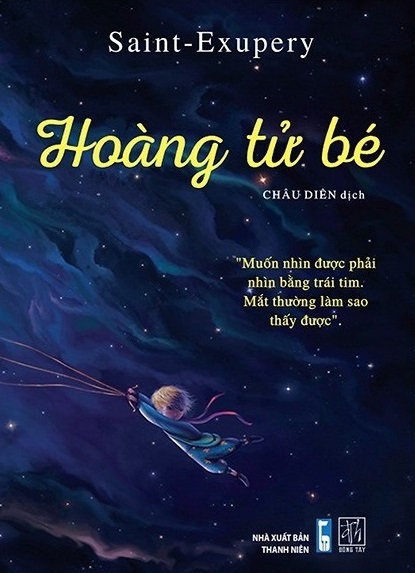 Saint-Exupery
Hoàng tử bé
CHÂU DIÊN dịch
"Muốn nhìn được phải
nhìn bằng trái tim.
Mắt thường làm sao
thấy được".
NHÀ XUẤT BẢN
THANH NIÊN
ĐÔNG TÂY